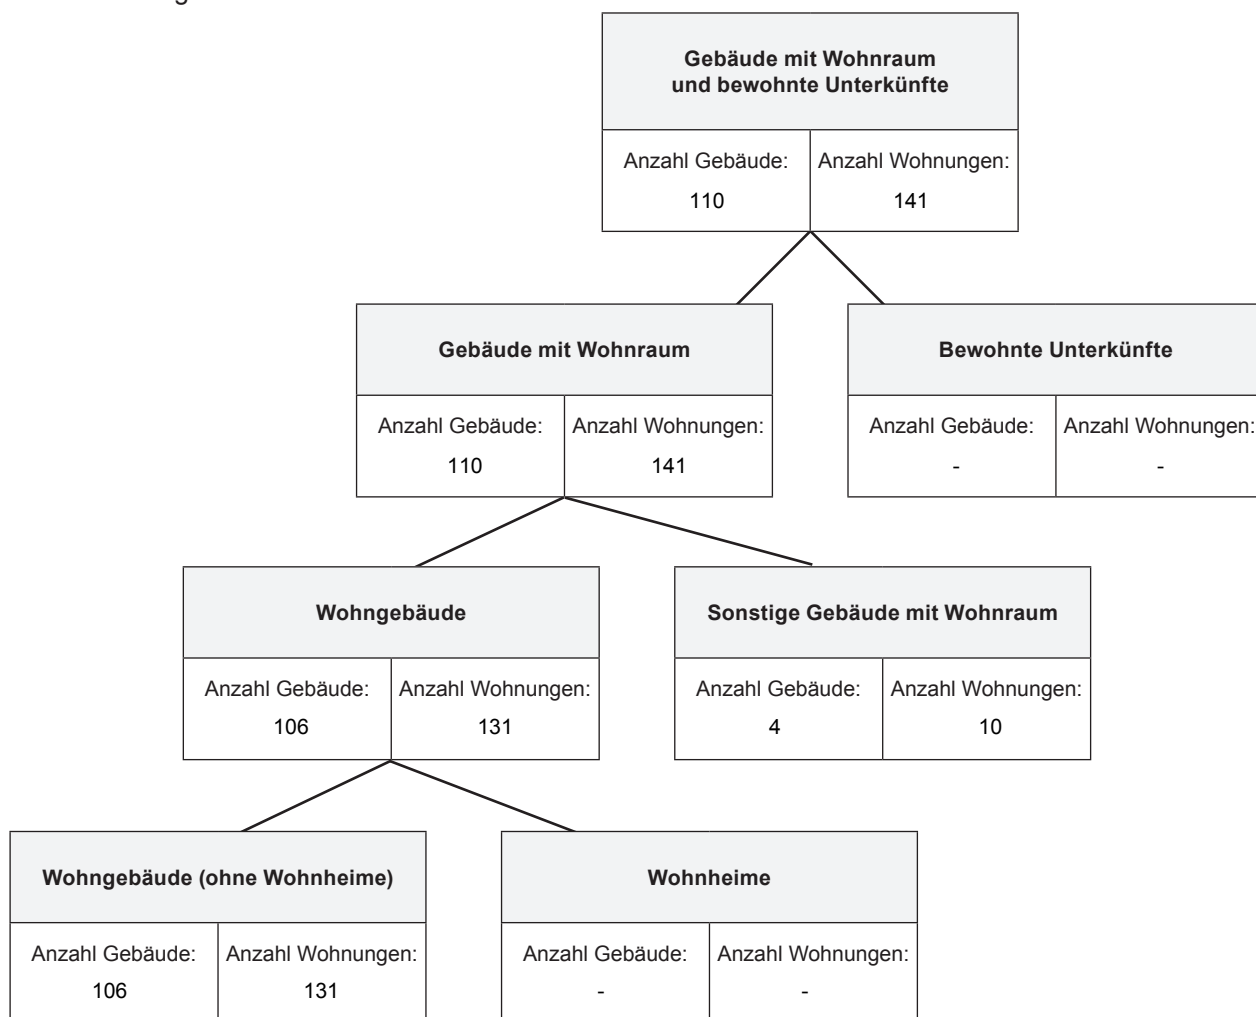 Gebäude mit Wohnraum
und bewohnte Unterkünfte
Anzahl Gebäude:
110
Anzahl Wohnungen:
141
Gebäude mit Wohnraum
Anzahl Gebäude:
110
Anzahl Wohnungen:
141
Bewohnte Unterkünfte
Anzahl Gebäude:
-
Anzahl Wohnungen:
-
Wohngebäude
Anzahl Gebäude:
106
Anzahl Wohnungen:
131
Sonstige Gebäude mit Wohnraum
Anzahl Gebäude:
4
Anzahl Wohnungen:
10
Wohngebäude (ohne Wohnheime)
Anzahl Gebäude:
106
Anzahl Wohnungen:
131
Wohnheime
Anzahl Gebäude:
-
Anzahl Wohnungen:
-